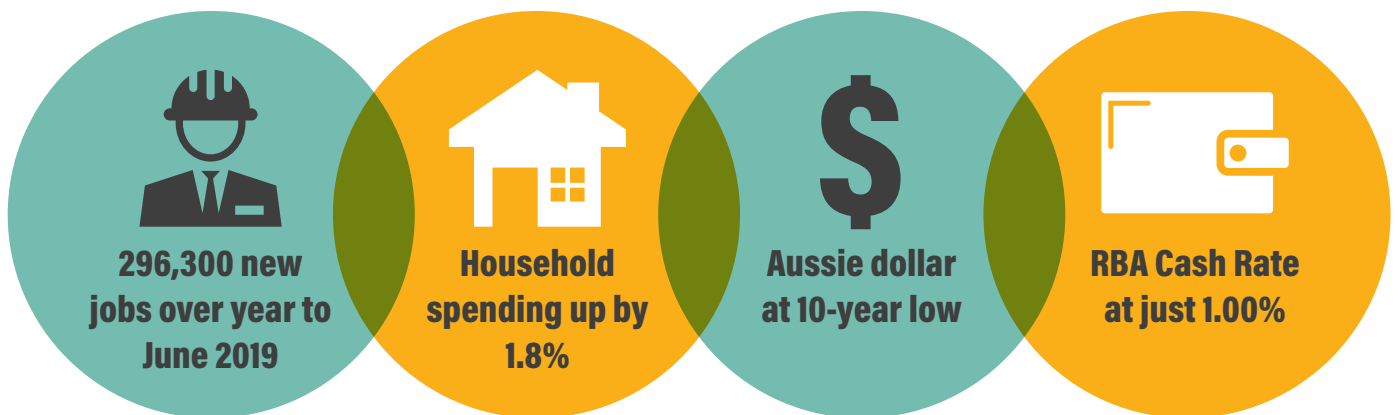 296,300 new
jobs over year to
June 2019
Household
spending up by
1.8%
$
Aussie dollar
at 10-year low
RBA Cash Rate
at just 1.00%